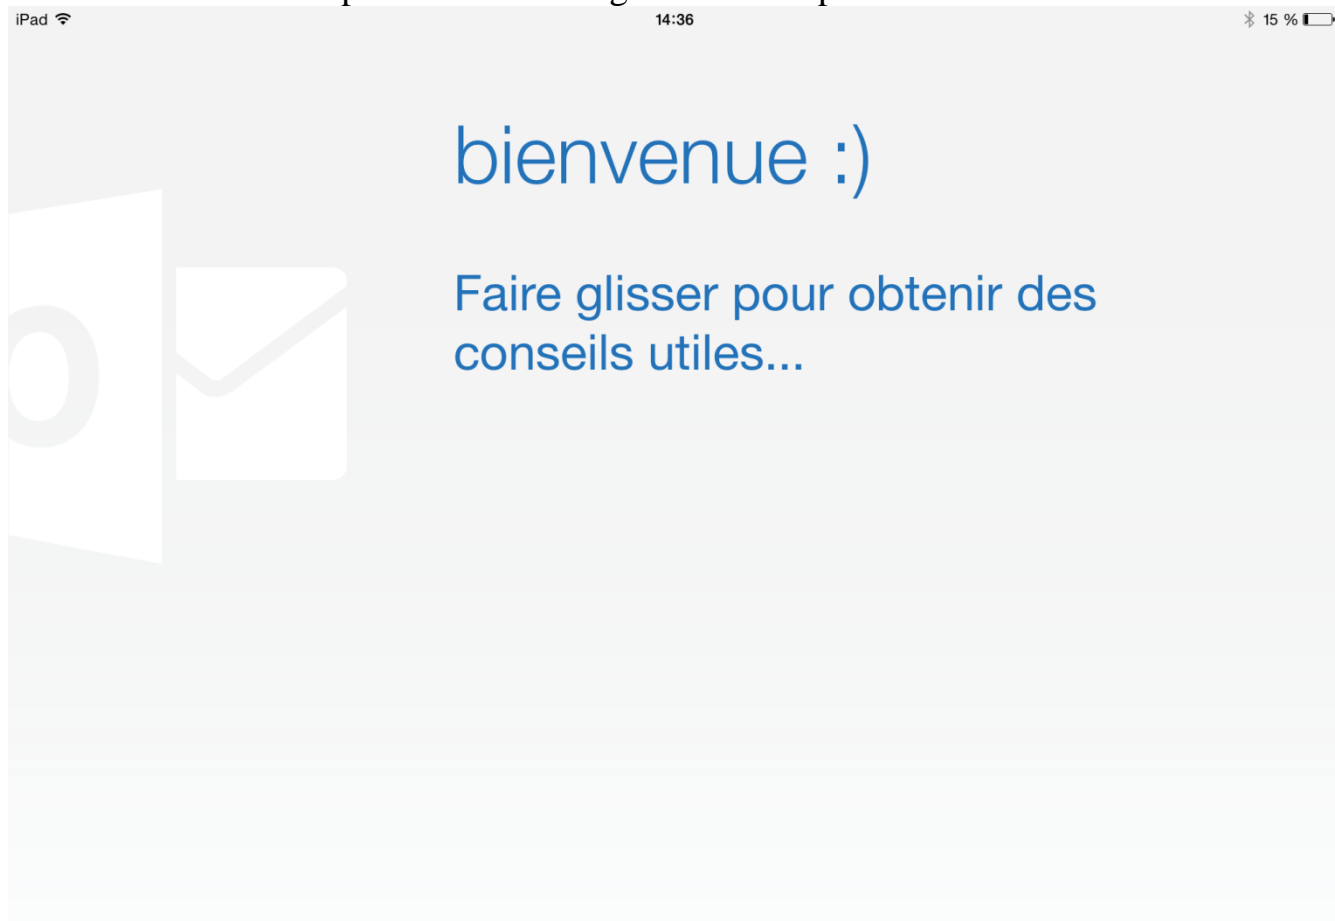 iPad 14:36 15 %
bienvenue :)
Faire glisser pour obtenir des
conseils utiles...